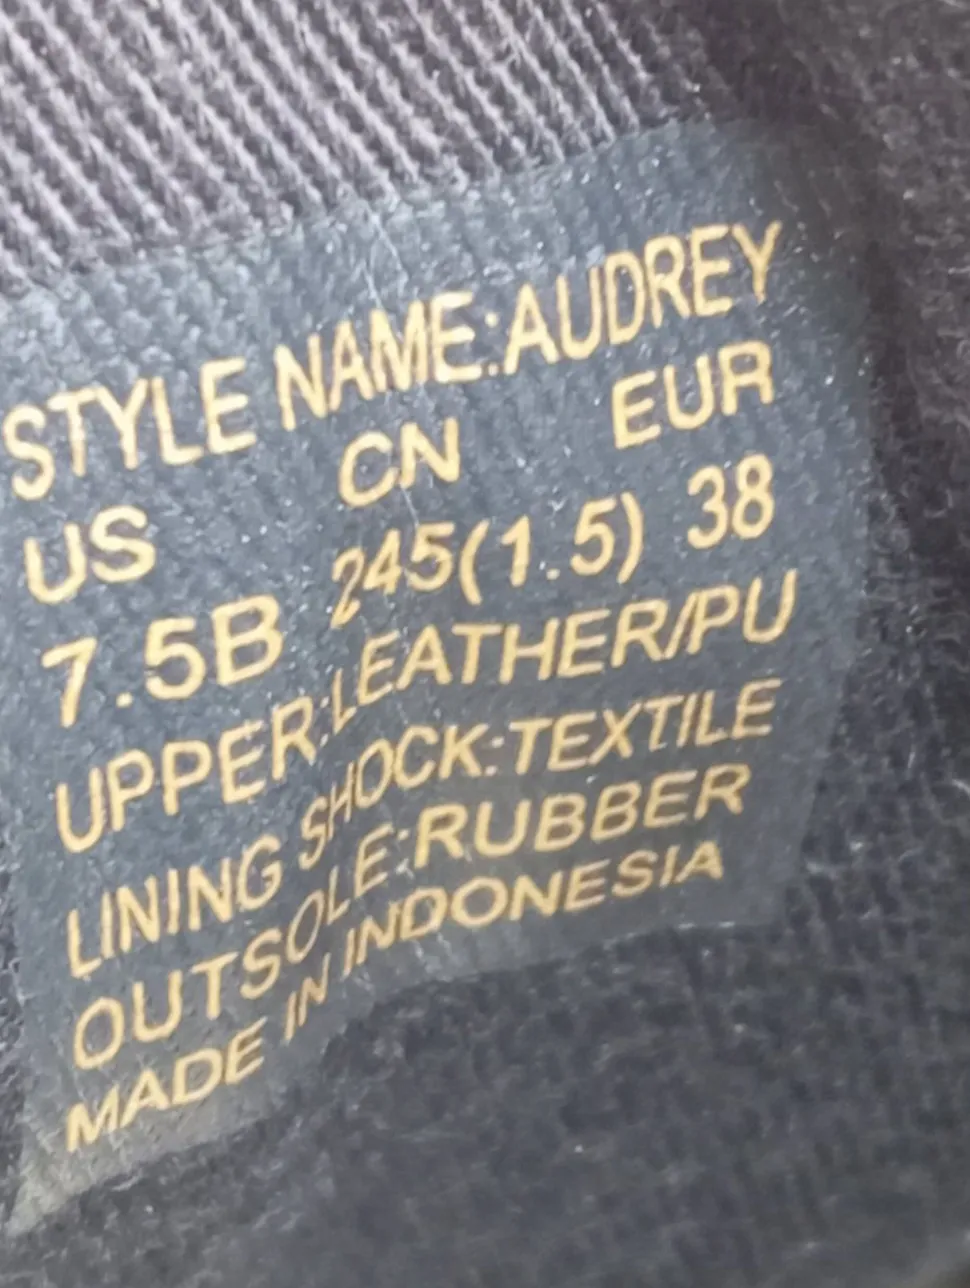 STYLE NAME:AUDREY
US CN EUR
7.5B 245(1.5) 38
UPPER:LEATHER/PU
LINING SHOCK:TEXTILE
OUTSOLE:RUBBER
MADE IN INDONESIA